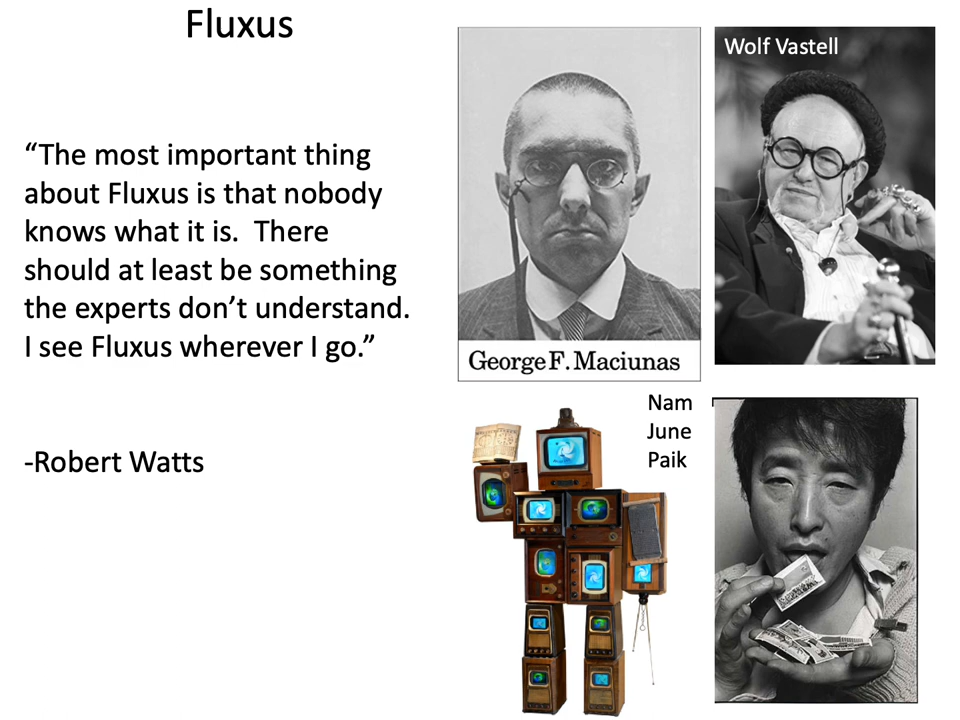 Fluxus
“The most important thing
about Fluxus is that nobody
knows what it is.  There
should at least be something
the experts don’t understand.
I see Fluxus wherever I go.”
-Robert Watts
George F. Maciunas
Wolf Vastell
Nam
June
Paik